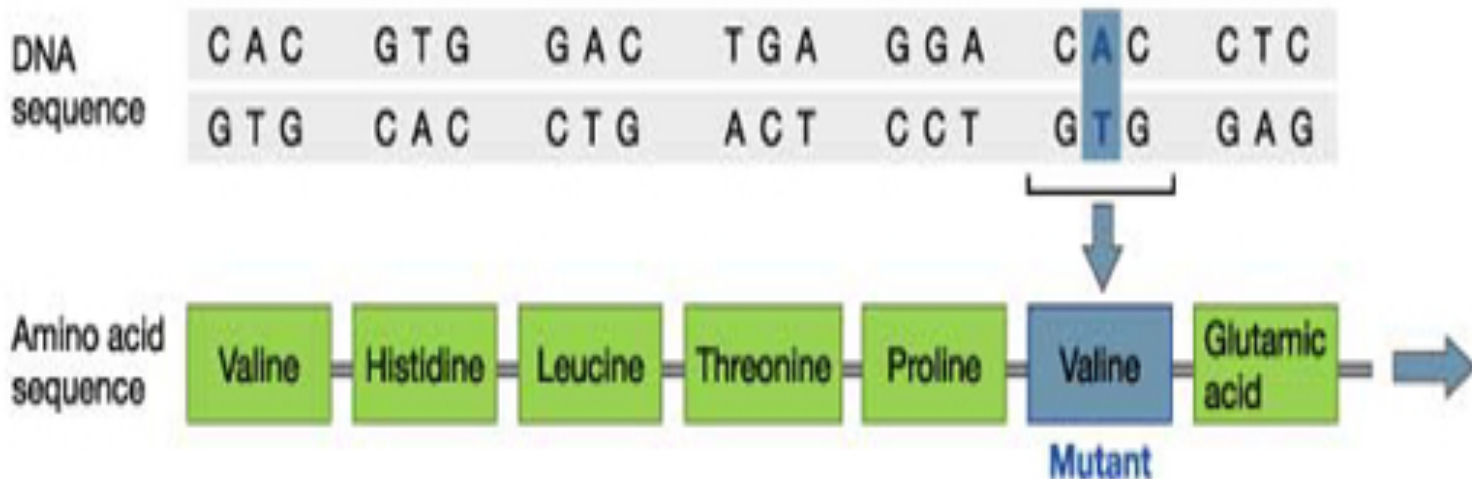 DNA
sequence
CAC GTG GAC TGA GGA CAC CTC
GTG CAC CTG ACT CCT GTG GAG
Amino acid
sequence
Valine Histidine Leucine Threonine Proline Valine Glutamic
acid
Mutant